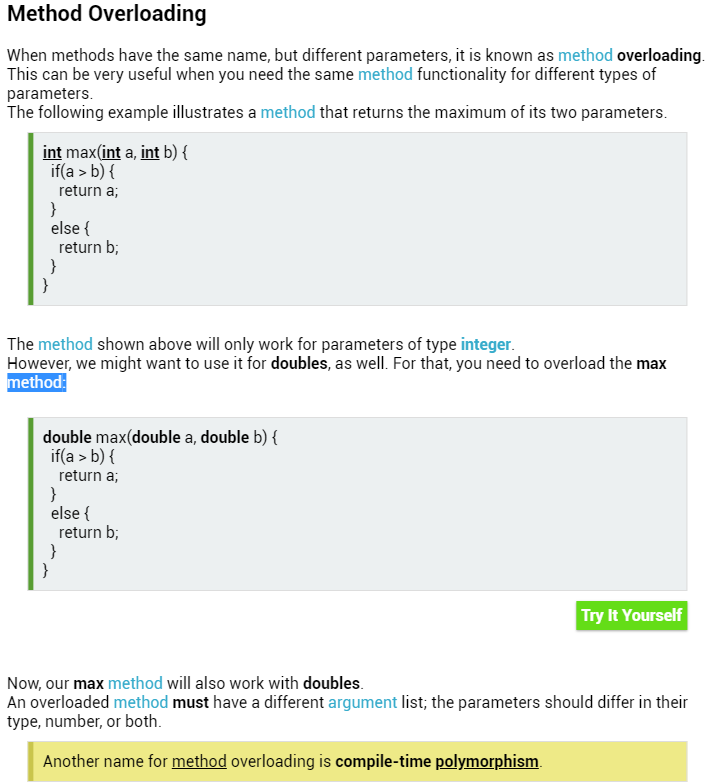 Method Overloading
When methods have the same name, but different parameters, it is known as method overloading.
This can be very useful when you need the same method functionality for different types of
parameters.
The following example illustrates a method that returns the maximum of its two parameters.
int max(int a, int b) {
if(a > b) {
return a;
}
else {
return b;
}
}
The method shown above will only work for parameters of type integer.
However, we might want to use it for doubles, as well. For that, you need to overload the max
method:
double max(double a, double b) {
if(a > b) {
return a;
}
else {
return b;
}
}
Try It Yourself
Now, our max method will also work with doubles.
An overloaded method must have a different argument list; the parameters should differ in their
type, number, or both.
Another name for method overloading is compile-time polymorphism.